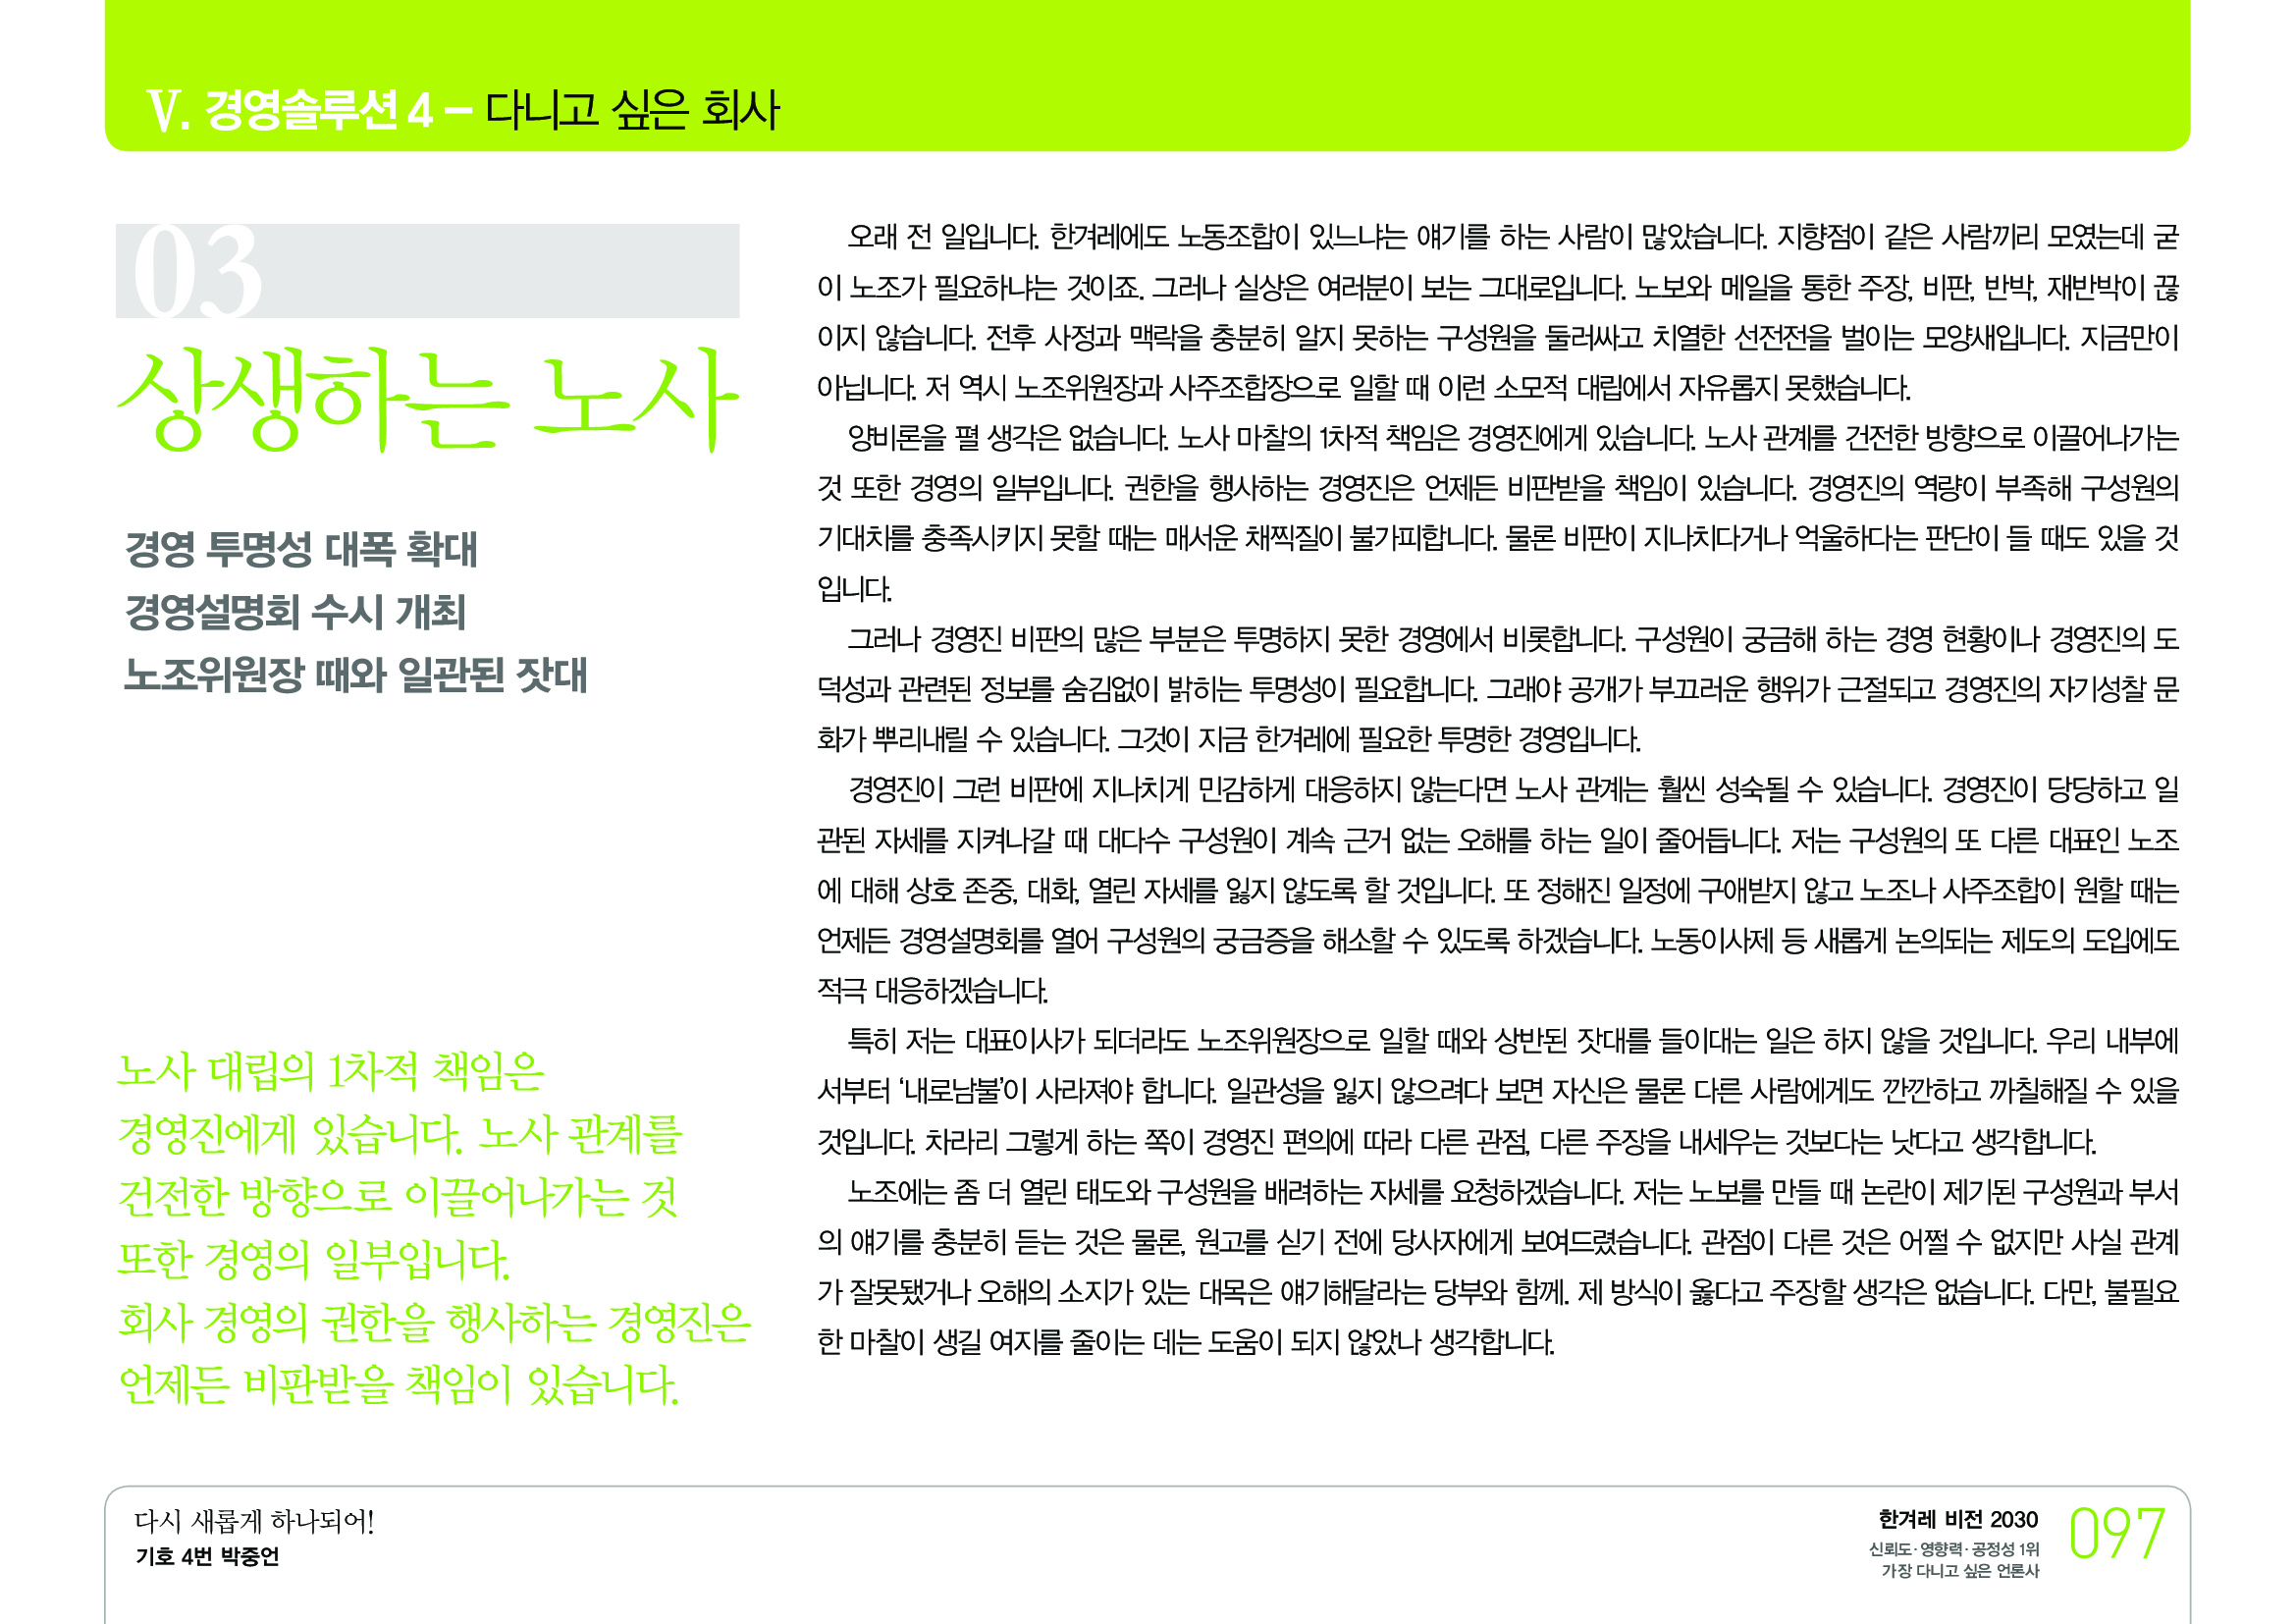 V. 경영솔루션 4 – 다니고 싶은 회사
03
상생하는 노사
경영 투명성 대폭 확대
경영설명회 수시 개최
노조위원장 때와 일관된 잣대
노사 대립의 1차적 책임은
경영진에게 있습니다. 노사 관계를
건전한 방향으로 이끌어나가는 것
또한 경영의 일부입니다.
회사 경영의 권한을 행사하는 경영진은
언제든 비판받을 책임이 있습니다.
오래 전 일입니다. 한겨레에도 노동조합이 있느냐는 얘기를 하는 사람이 많았습니다. 지향점이 같은 사람끼리 모였는데 굳
이 노조가 필요하냐는 것이죠. 그러나 실상은 여러분이 보는 그대로입니다. 노보와 메일을 통한 주장, 비판, 반박, 재반박이 끊
이지 않습니다. 전후 사정과 맥락을 충분히 알지 못하는 구성원을 둘러싸고 치열한 선전전을 벌이는 모양새입니다. 지금만이
아닙니다. 저 역시 노조위원장과 사주조합장으로 일할 때 이런 소모적 대립에서 자유롭지 못했습니다.
양비론을 펼 생각은 없습니다. 노사 마찰의 1차적 책임은 경영진에게 있습니다. 노사 관계를 건전한 방향으로 이끌어나가는
것 또한 경영의 일부입니다. 권한을 행사하는 경영진은 언제든 비판받을 책임이 있습니다. 경영진의 역량이 부족해 구성원의
기대치를 충족시키지 못할 때는 매서운 채찍질이 불가피합니다. 물론 비판이 지나치다거나 억울하다는 판단이 들 때도 있을 것
입니다.
그러나 경영진 비판의 많은 부분은 투명하지 못한 경영에서 비롯합니다. 구성원이 궁금해 하는 경영 현황이나 경영진의 도
덕성과 관련된 정보를 숨김없이 밝히는 투명성이 필요합니다. 그래야 공개가 부끄러운 행위가 근절되고 경영진의 자기성찰 문
화가 뿌리내릴 수 있습니다. 그것이 지금 한겨레에 필요한 투명한 경영입니다.
경영진이 그런 비판에 지나치게 민감하게 대응하지 않는다면 노사 관계는 훨씬 성숙될 수 있습니다. 경영진이 당당하고 일
관된 자세를 지켜나갈 때 대다수 구성원이 계속 근거 없는 오해를 하는 일이 줄어듭니다. 저는 구성원의 또 다른 대표인 노조
에 대해 상호 존중, 대화, 열린 자세를 잃지 않도록 할 것입니다. 또 정해진 일정에 구애받지 않고 노조나 사주조합이 원할 때는
언제든 경영설명회를 열어 구성원의 궁금증을 해소할 수 있도록 하겠습니다. 노동이사제 등 새롭게 논의되는 제도의 도입에도
적극 대응하겠습니다.
특히 저는 대표이사가 되더라도 노조위원장으로 일할 때와 상반된 잣대를 들이대는 일은 하지 않을 것입니다. 우리 내부에
서부터 ‘내로남불’이 사라져야 합니다. 일관성을 잃지 않으려다 보면 자신은 물론 다른 사람에게도 깐깐하고 까칠해질 수 있을
것입니다. 차라리 그렇게 하는 쪽이 경영진 편의에 따라 다른 관점, 다른 주장을 내세우는 것보다는 낫다고 생각합니다.
노조에는 좀 더 열린 태도와 구성원을 배려하는 자세를 요청하겠습니다. 저는 노보를 만들 때 논란이 제기된 구성원과 부서
의 얘기를 충분히 듣는 것은 물론, 원고를 싣기 전에 당사자에게 보여드렸습니다. 관점이 다른 것은 어쩔 수 없지만 사실 관계
가 잘못됐거나 오해의 소지가 있는 대목은 얘기해달라는 당부와 함께. 제 방식이 옳다고 주장할 생각은 없습니다. 다만, 불필요
한 마찰이 생길 여지를 줄이는 데는 도움이 되지 않았나 생각합니다.
다시 새롭게 하나되어!
기호 4번 박중언
한겨레 비전 2030
신뢰도·영향력·공정성 1위
가장 다니고 싶은 언론사
097